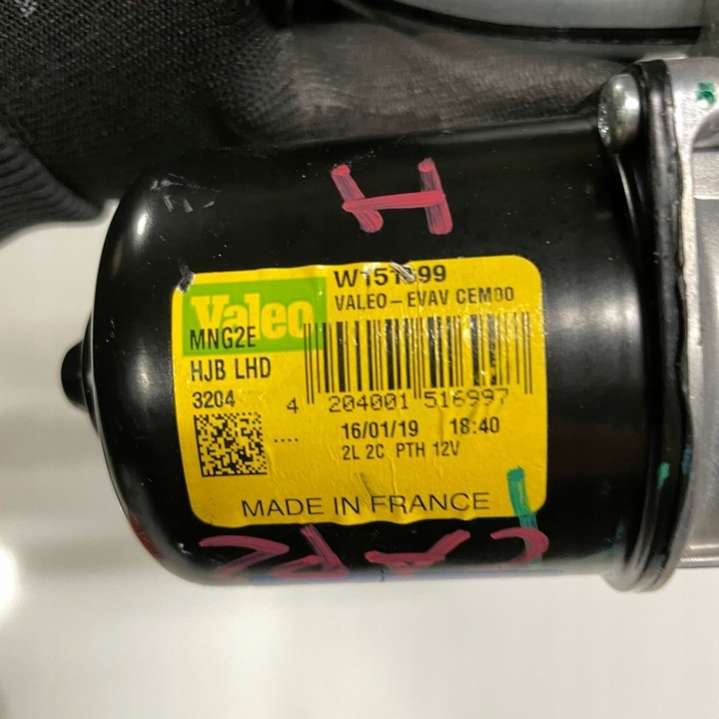 H
W151699
Valeo
VALEO-EVAV CEM00
MNG2E
HJB LHD
3204
4 204001 516997
.... 16/01/19 18:40
2L 2C PTH 12V
MADE IN FRANCE